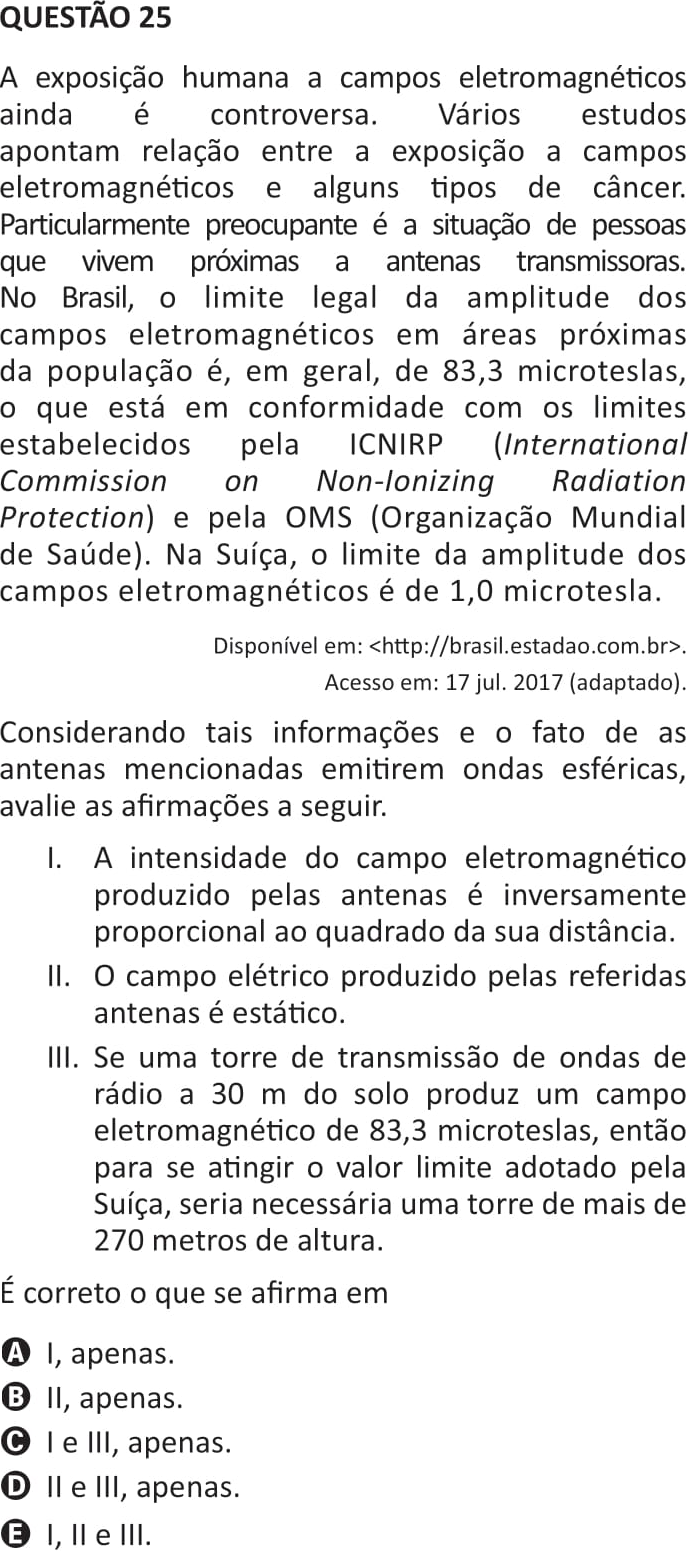 QUESTÃO 25
A exposição humana a campos eletromagnéticos
ainda é controversa. Vários estudos
apontam relação entre a exposição a campos
eletromagnéticos e alguns tipos de câncer.
Particularmente preocupante é a situação de pessoas
que vivem próximas a antenas transmissoras.
No Brasil, o limite legal da amplitude dos
campos eletromagnéticos em áreas próximas
da população é, em geral, de 83,3 microteslas,
o que está em conformidade com os limites
estabelecidos pela ICNIRP (International
Commission on Non-Ionizing Radiation
Protection) e pela OMS (Organização Mundial
de Saúde). Na Suíça, o limite da amplitude dos
campos eletromagnéticos é de 1,0 microtesla.
Disponível em: <http://brasil.estadao.com.br>.
Acesso em: 17 jul. 2017 (adaptado).
Considerando tais informações e o fato de as
antenas mencionadas emitirem ondas esféricas,
avalie as afirmações a seguir.
I. A intensidade do campo eletromagnético
produzido pelas antenas é inversamente
proporcional ao quadrado da sua distância.
II. O campo elétrico produzido pelas referidas
antenas é estático.
III. Se uma torre de transmissão de ondas de
rádio a 30 m do solo produz um campo
eletromagnético de 83,3 microteslas, então
para se atingir o valor limite adotado pela
Suíça, seria necessária uma torre de mais de
270 metros de altura.
É correto o que se afirma em
A I, apenas.
B II, apenas.
C I e III, apenas.
D II e III, apenas.
E I, II e III.